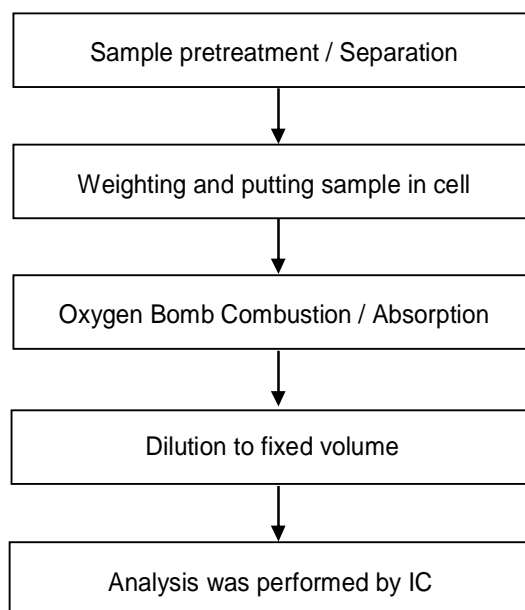 Sample pretreatment / Separation
Weighting and putting sample in cell
Oxygen Bomb Combustion / Absorption
Dilution to fixed volume
Analysis was performed by IC